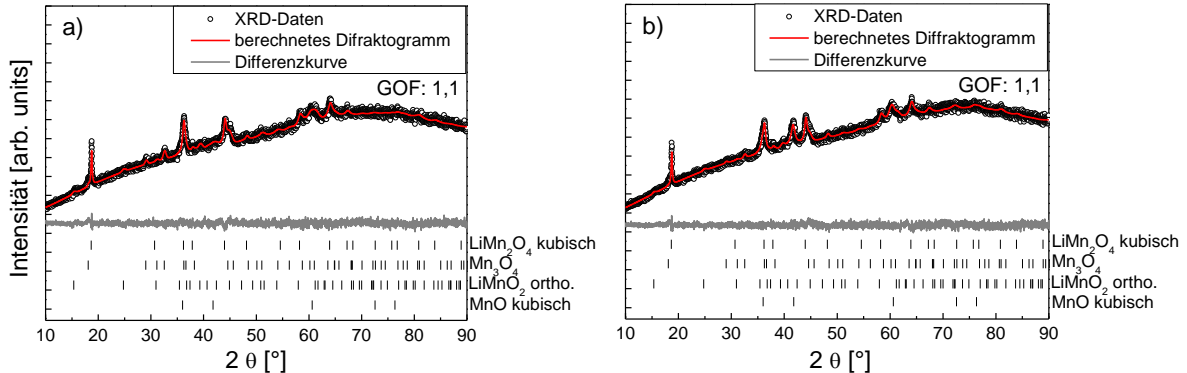 a)
XRD-Daten
berechnetes Difraktogramm
Differenzkurve
GOF: 1,1
Intensität [arb. units]
LiMn₂O₄ kubisch
Mn₃O₄
LiMnO₂ ortho.
MnO kubisch
10 20 30 40 50 60 70 80 90
2 θ [°]
b)
XRD-Daten
berechnetes Diffraktogramm
Differenzkurve
GOF: 1,1
LiMn₂O₄ kubisch
Mn₃O₄
LiMnO₂ ortho.
MnO kubisch
10 20 30 40 50 60 70 80 90
2 θ [°]